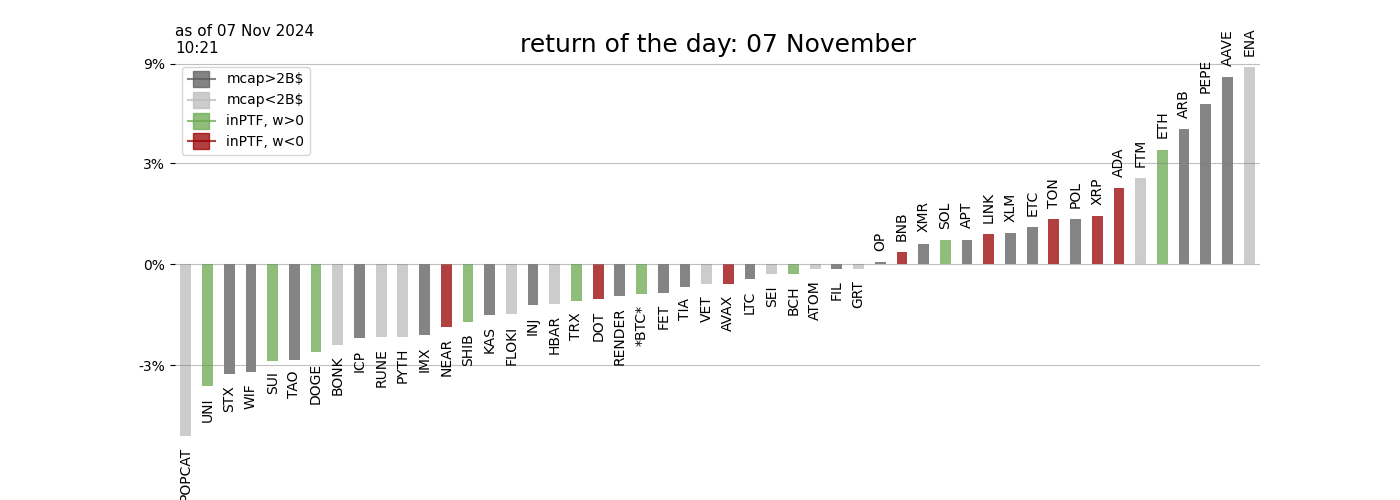 as of 07 Nov 2024
10:21
return of the day: 07 November
9%
3%
0%
-3%
mcap>2B$
mcap<2B$
inPTF, w>0
inPTF, w<0
POPCAT
UNI
STX
WIF
SUI
TAO
DOGE
BONK
ICP
RUNE
PYTH
IMX
NEAR
SHIB
KAS
FLOKI
INJ
HBAR
TRX
DOT
RENDER
*BTC*
FET
TIA
VET
AVAX
LTC
SEI
BCH
ATOM
FIL
GRT
OP
BNB
XMR
SOL
APT
LINK
XLM
ETC
TON
POL
XRP
ADA
FTM
ETH
ARB
PEPE
AAVE
ENA